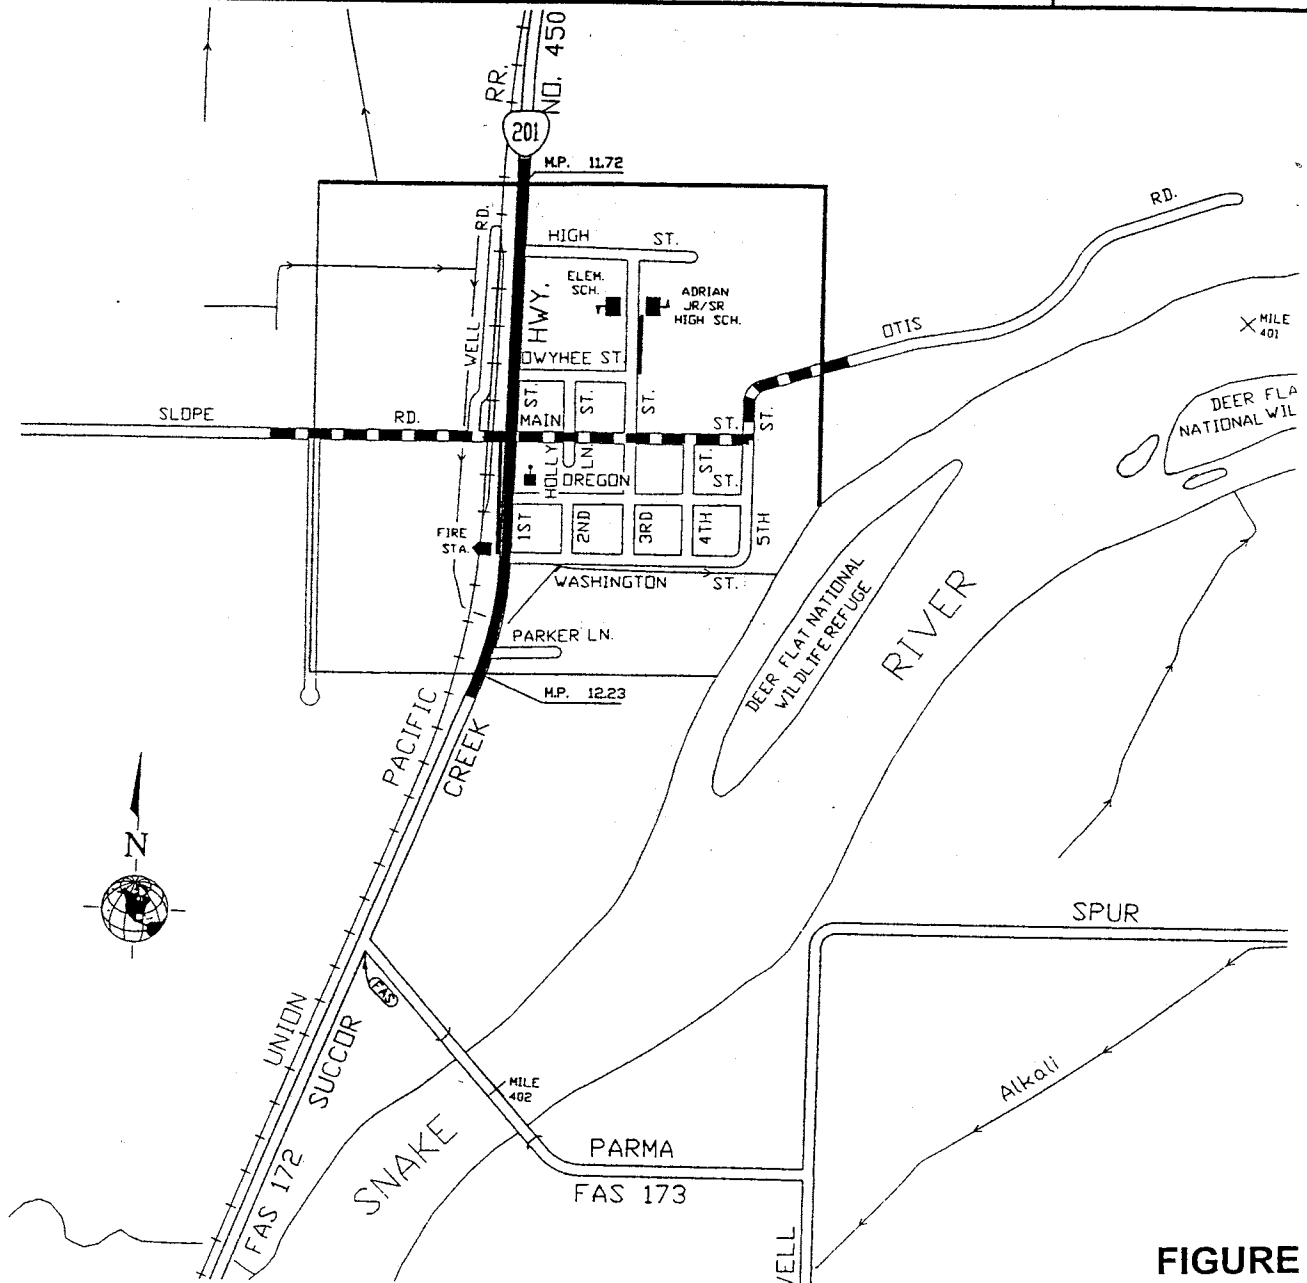 RR.
NO. 450
201
M.P. 11.72
RD.
HIGH ST.
RD.
ELEM.
SCH.
ADRIAN
JR/SR
HIGH SCH.
HWY.
WELL
OTIS
MILE
401
OWYHEE ST.
DEER FLA
NATIONAL WIL
ST.
ST.
ST.
ST.
SLOPE RD.
MAIN ST.
HOLLY
LN.
ST.
OREGON ST.
1ST
2ND
3RD
4TH
5TH
FIRE
STA.
WASHINGTON ST.
PARKER LN.
DEER FLAT NATIONAL
WILDLIFE REFUGE
RIVER
M.P. 12.23
PACIFIC
CREEK
N
SPUR
FAS
UNION
SUCCOR
MILE
402
Alkali
SNAKE
PARMA
FAS 173
FAS 172
VELL
FIGURE